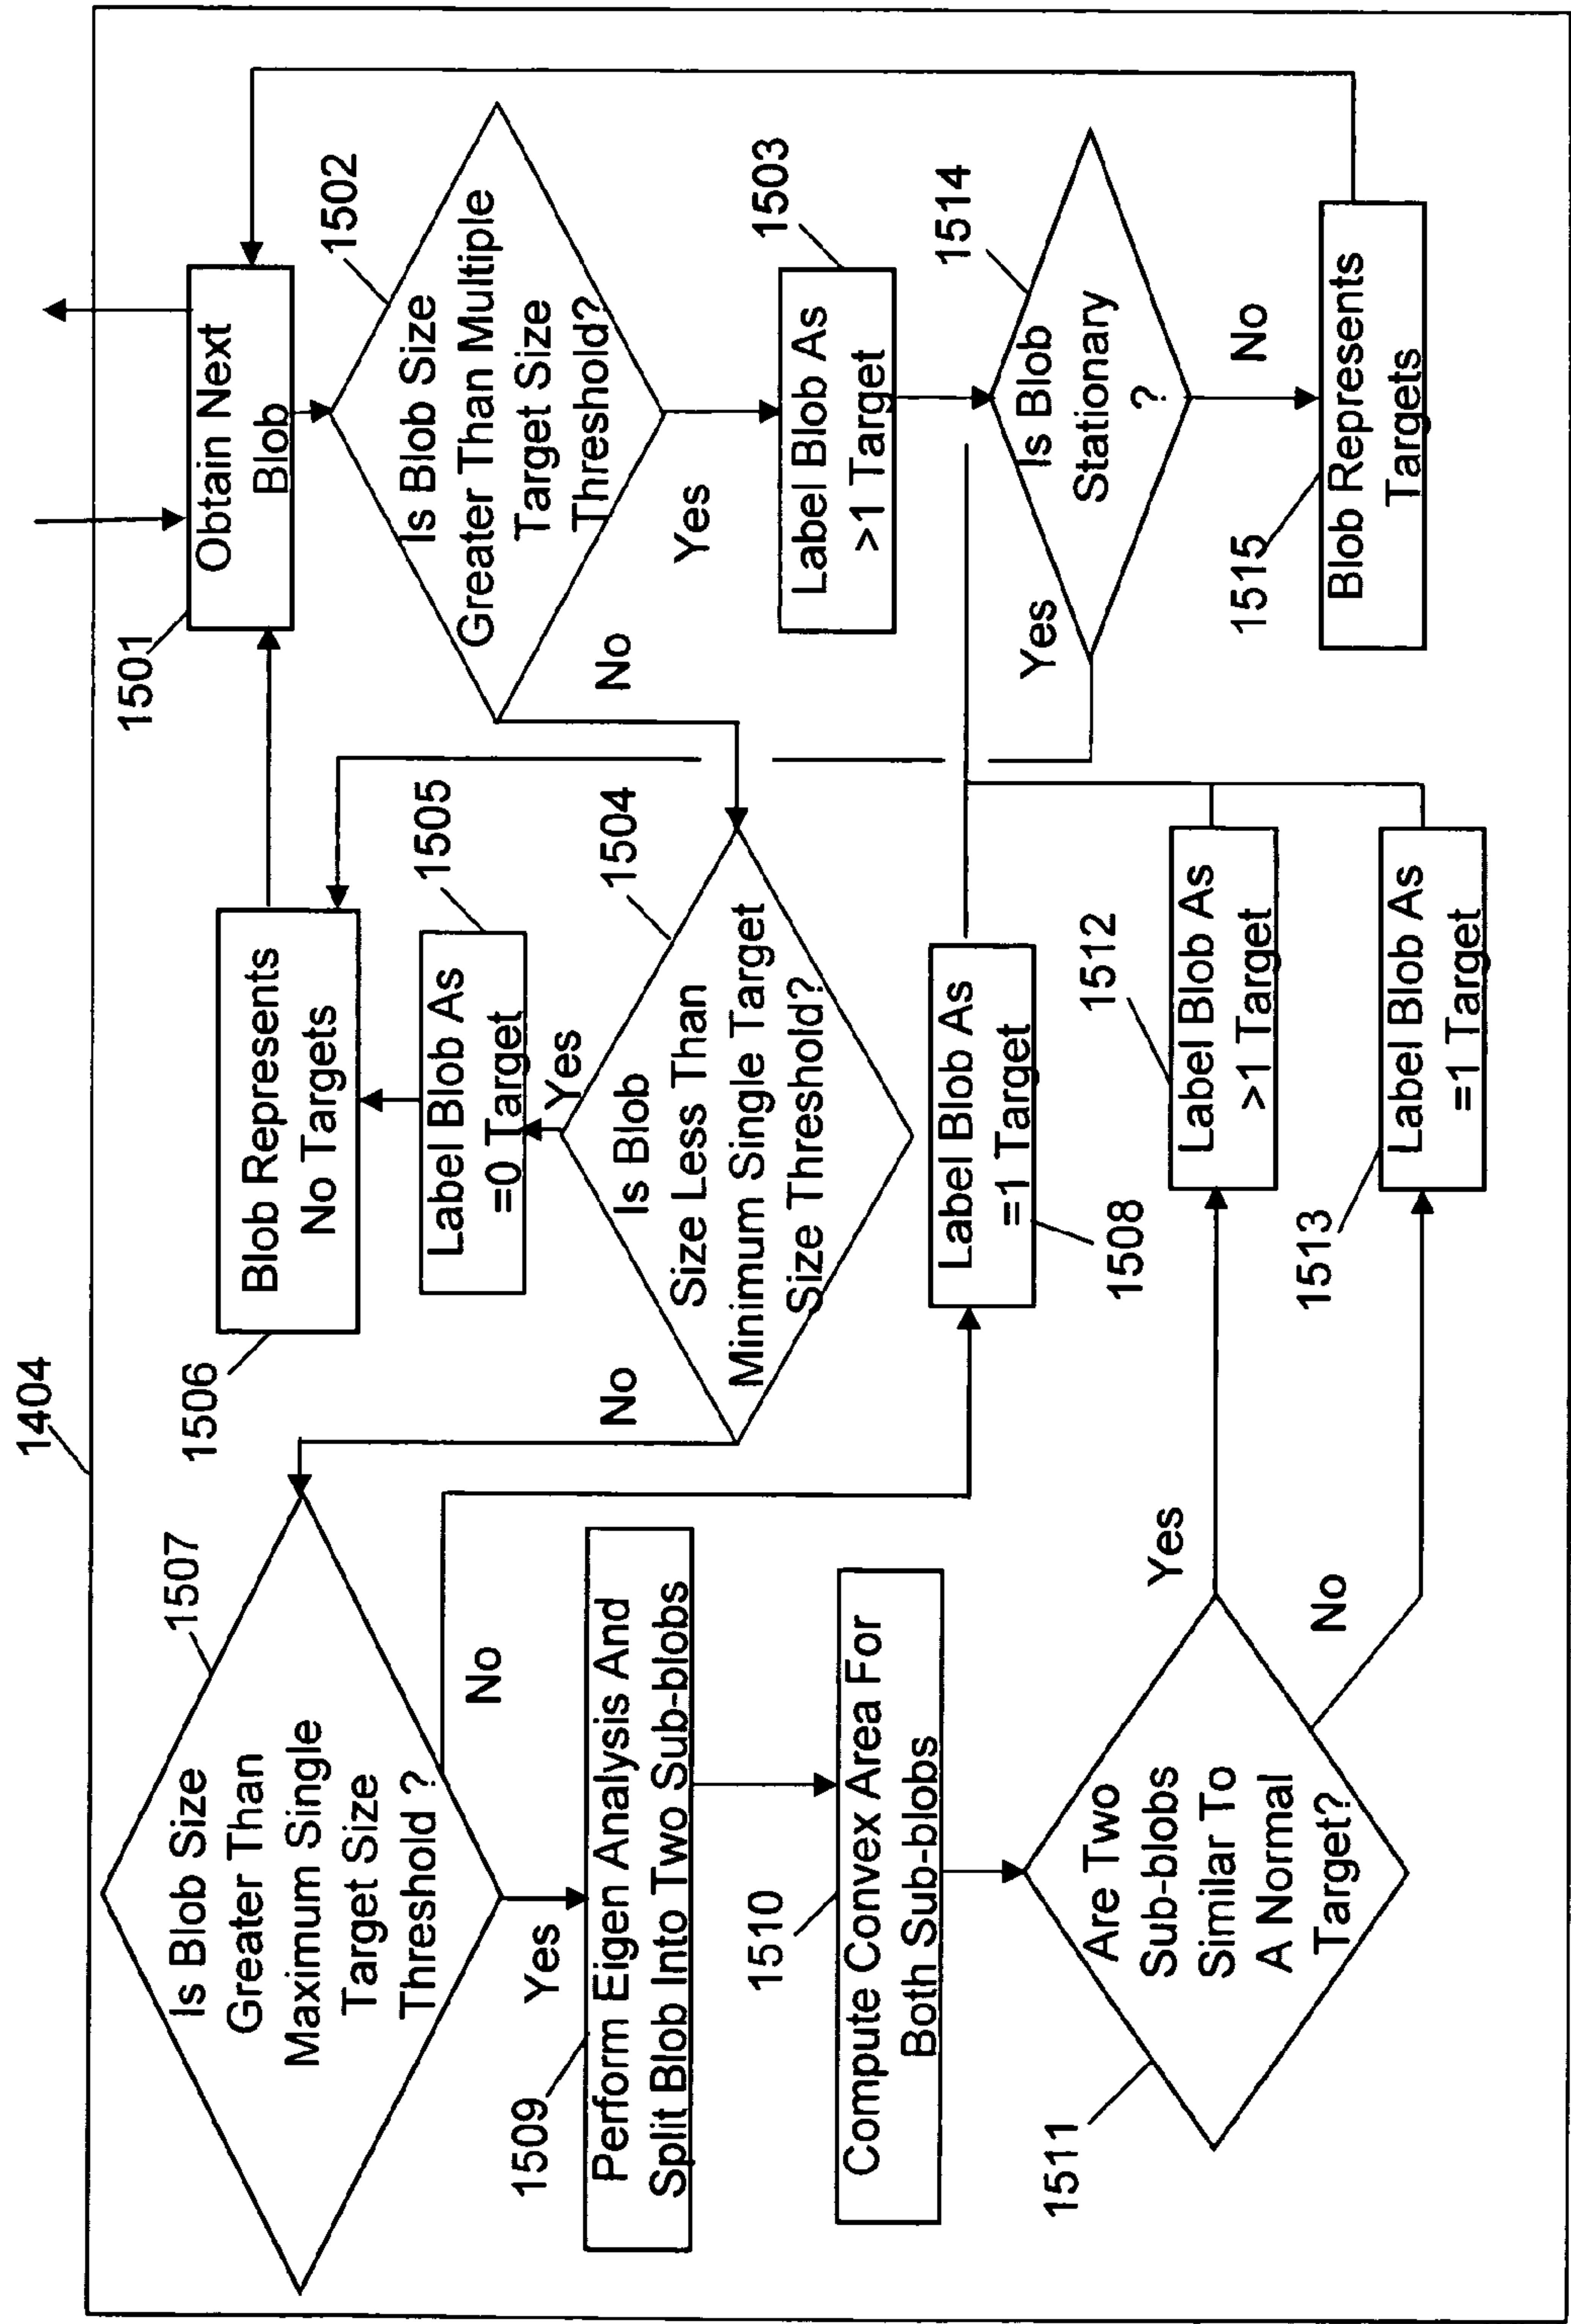 1404
1507
Is Blob Size
Greater Than
Maximum Single
Target Size
Threshold ?
No
Yes
1509
Perform Eigen Analysis And
Split Blob Into Two Sub-blobs
1510
Compute Convex Area For
Both Sub-blobs
1511
Are Two
Sub-blobs
Similar To
A Normal
Target?
Yes
No
1506
Blob Represents
No Targets
1505
Label Blob As
=0 Target
Yes
1504
Is Blob
Size Less Than
Minimum Single Target
Size Threshold?
No
Label Blob As
=1 Target
1508
1512
Label Blob As
>1 Target
1513
Label Blob As
=1 Target
1501
Obtain Next
Blob
1502
Is Blob Size
Greater Than Multiple
Target Size
Threshold?
No
Yes
1503
Label Blob As
>1 Target
1514
Is Blob
Stationary
?
Yes
No
1515
Blob Represents
Targets